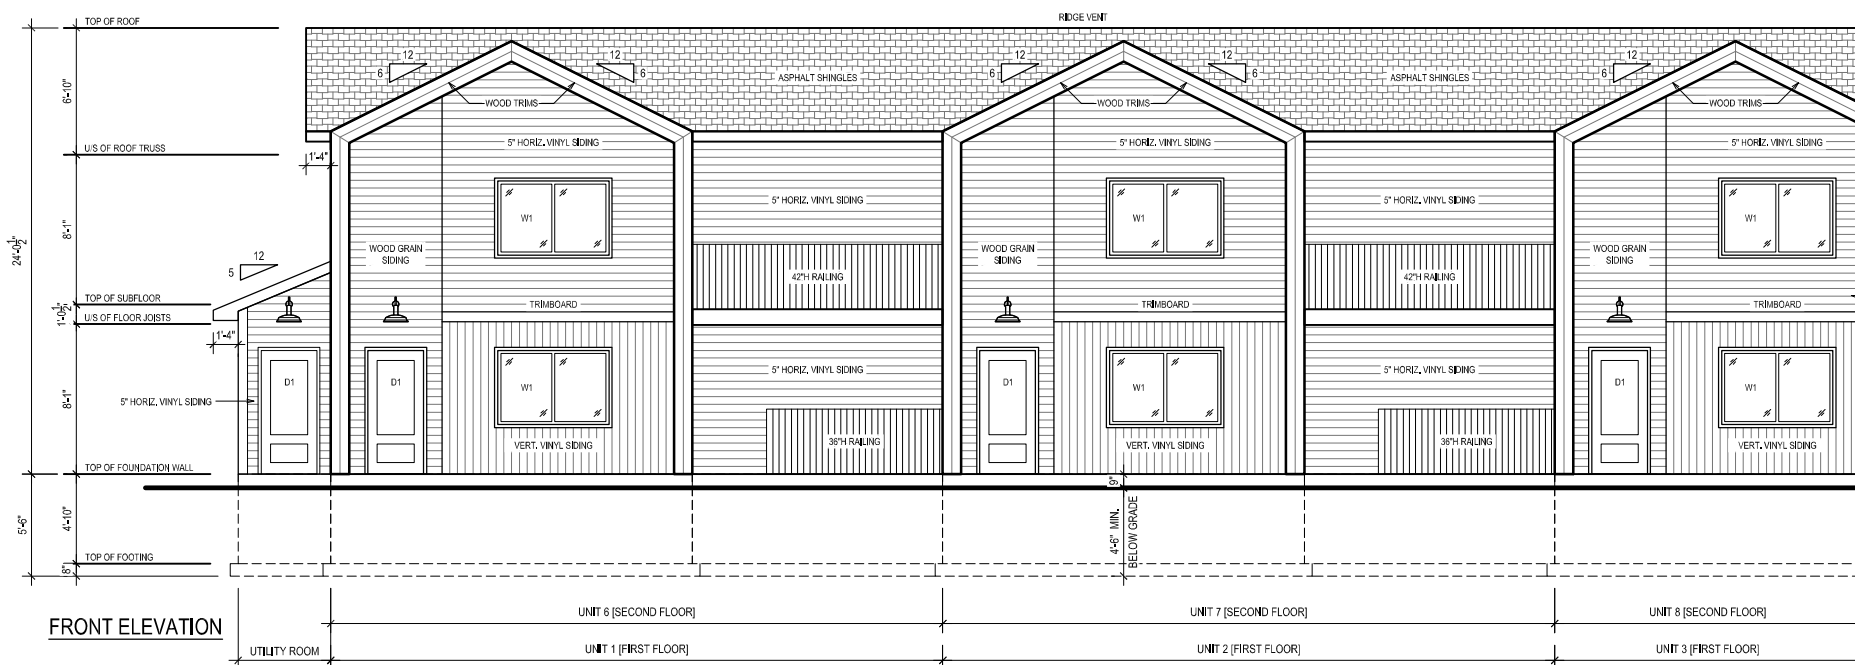 TOP OF ROOF
RIDGE VENT
12
6
12
6
ASPHALT SHINGLES
12
6
12
6
ASPHALT SHINGLES
12
6
6'-10"
WOOD TRIMS
WOOD TRIMS
WOOD TRIMS
5" HORIZ. VINYL SIDING
5" HORIZ. VINYL SIDING
5" HORIZ. VINYL SIDING
U/S OF ROOF TRUSS
1'-4"
5" HORIZ. VINYL SIDING
5" HORIZ. VINYL SIDING
W1
W1
W1
8'-1"
24'-0 1/2"
WOOD GRAIN
SIDING
WOOD GRAIN
SIDING
WOOD GRAIN
SIDING
12
5
42"H RAILING
42"H RAILING
TOP OF SUBFLOOR
1'-0 1/2"
TRIMBOARD
TRIMBOARD
TRIMBOARD
U/S OF FLOOR JOISTS
1'-4"
5" HORIZ. VINYL SIDING
5" HORIZ. VINYL SIDING
D1
D1
W1
D1
W1
D1
W1
8'-1"
5" HORIZ. VINYL SIDING
36"H RAILING
36"H RAILING
VERT. VINYL SIDING
VERT. VINYL SIDING
VERT. VINYL SIDING
TOP OF FOUNDATION WALL
9"
4'-10"
5'-6"
4'-6" MIN.
BELOW GRADE
TOP OF FOOTING
8"
FRONT ELEVATION
UNIT 6 [SECOND FLOOR]
UNIT 7 [SECOND FLOOR]
UNIT 8 [SECOND FLOOR]
UTILITY ROOM
UNIT 1 [FIRST FLOOR]
UNIT 2 [FIRST FLOOR]
UNIT 3 [FIRST FLOOR]